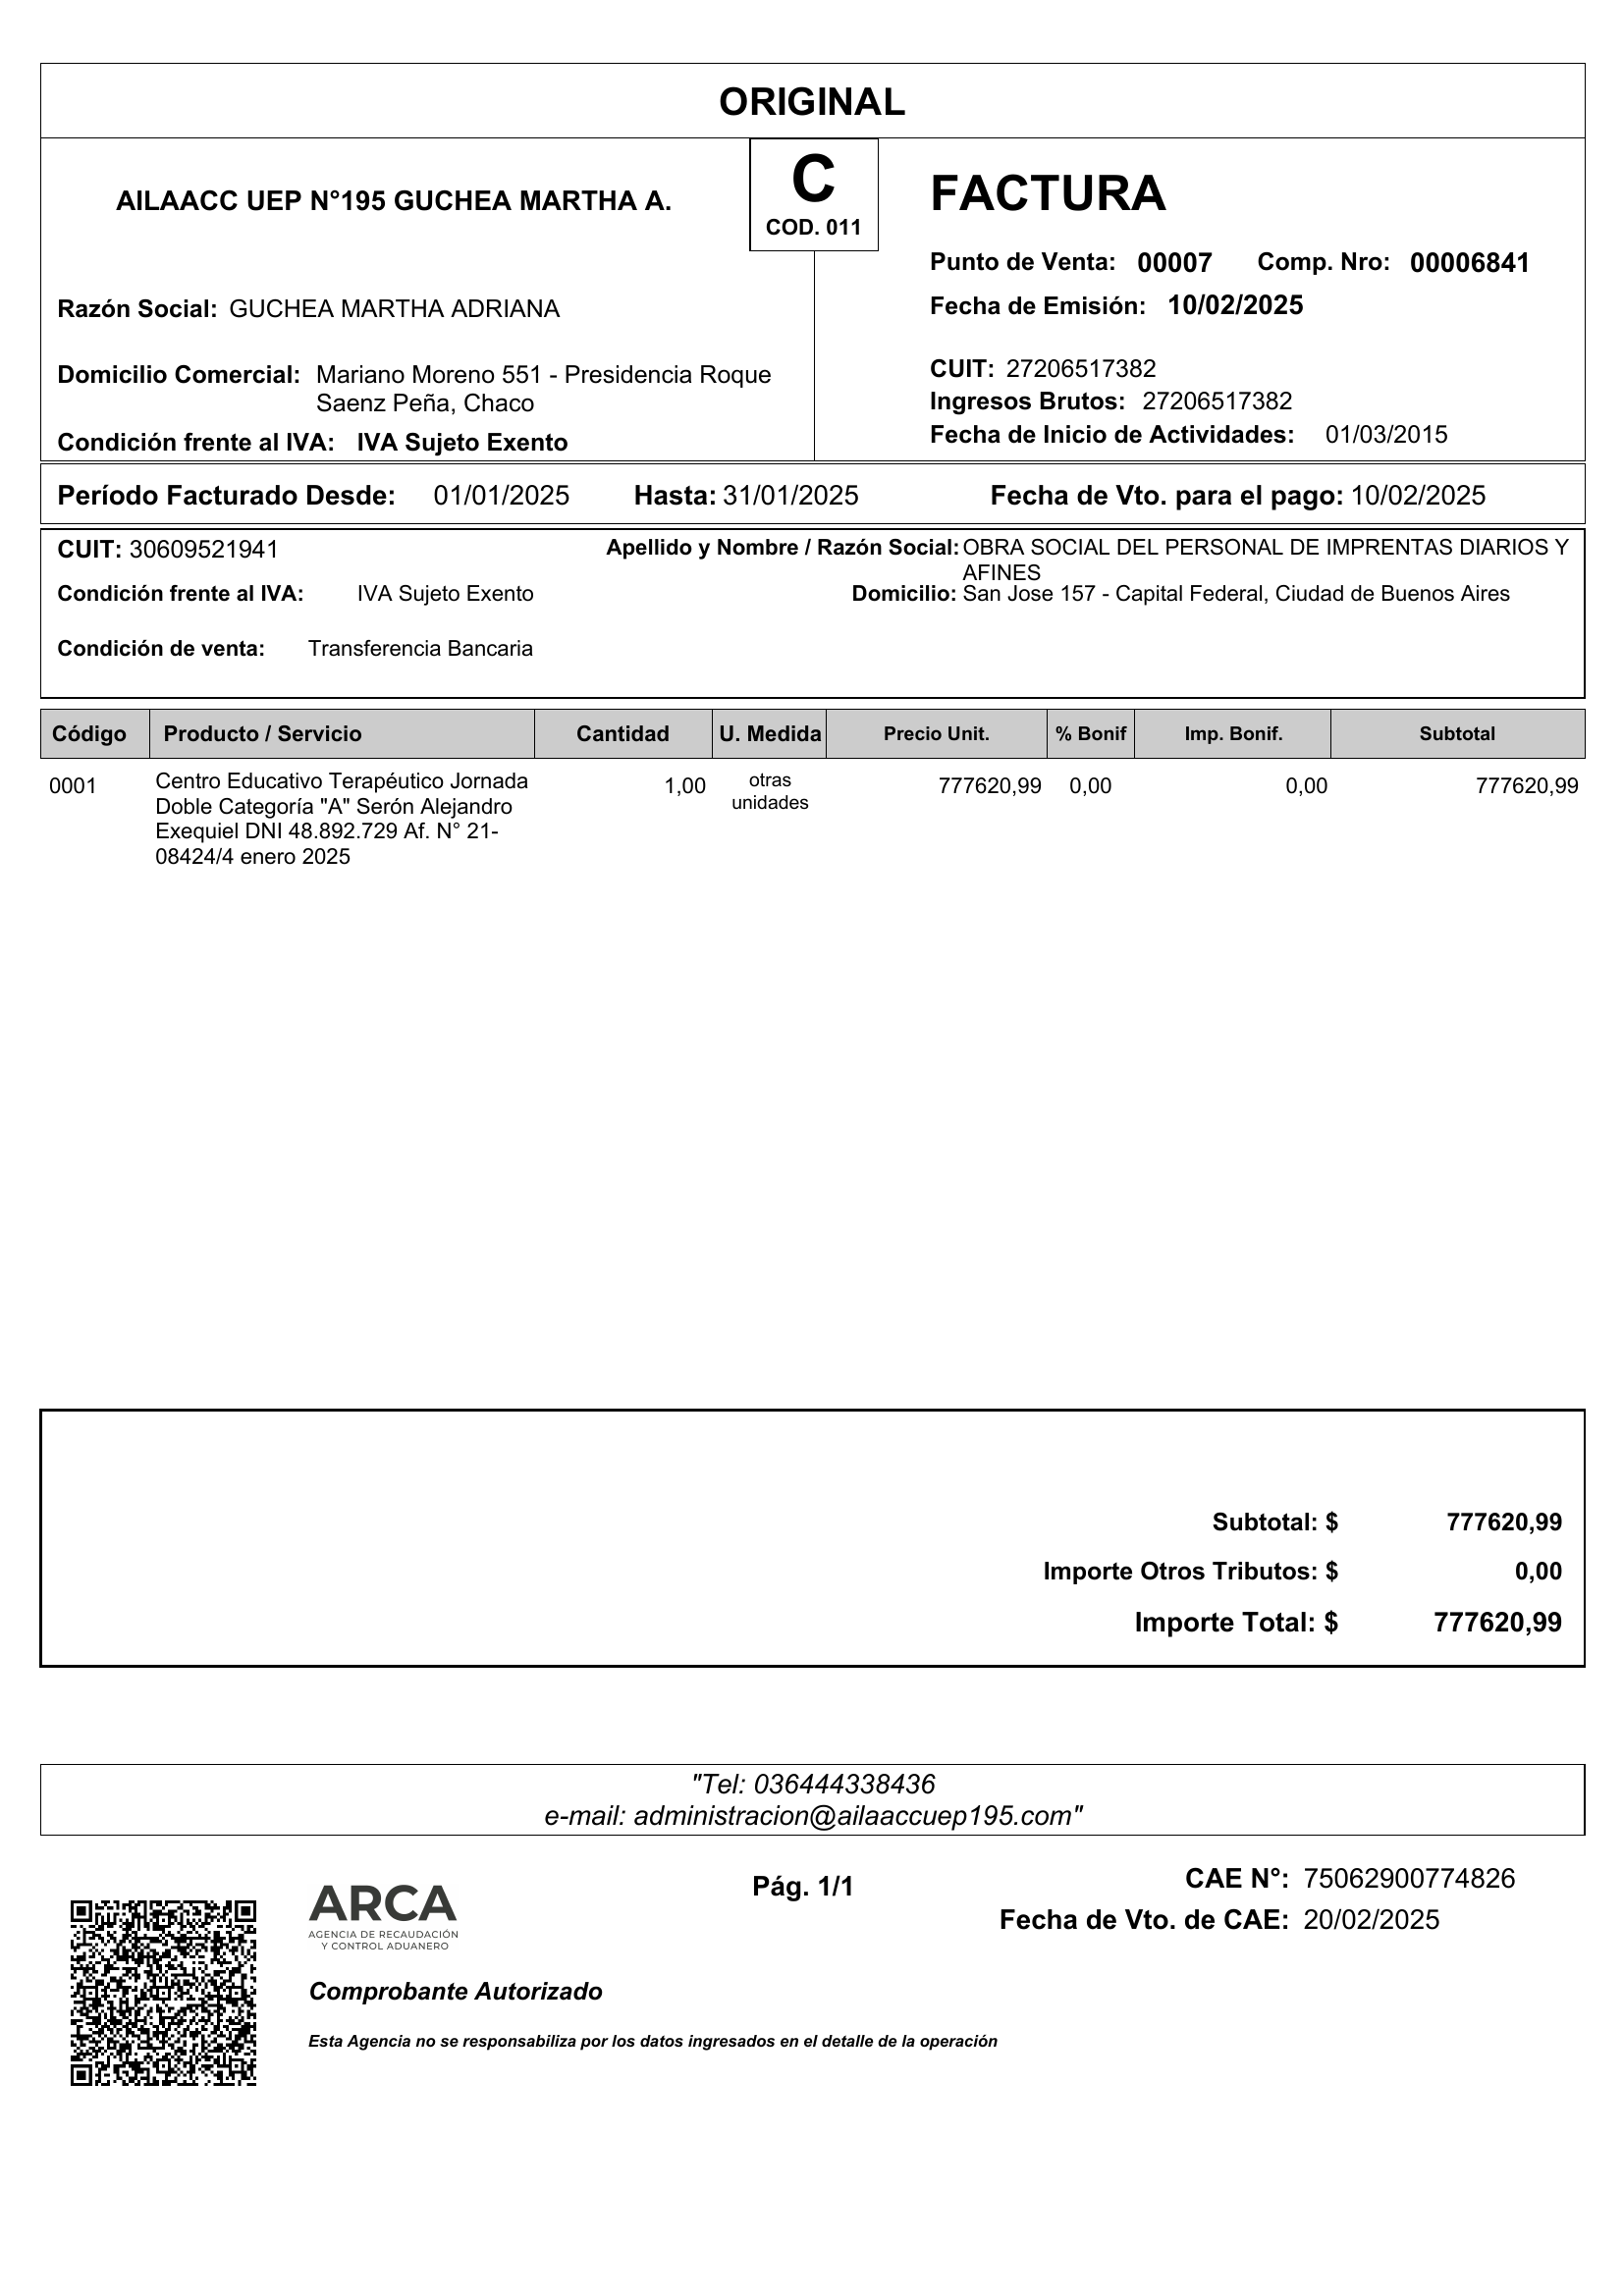 ORIGINAL
AILAACC UEP N°195 GUCHEA MARTHA A.
C
COD. 011
FACTURA
Punto de Venta: 00007 Comp. Nro: 00006841
Fecha de Emisión: 10/02/2025
Razón Social: GUCHEA MARTHA ADRIANA
Domicilio Comercial: Mariano Moreno 551 - Presidencia Roque
Saenz Peña, Chaco
Condición frente al IVA: IVA Sujeto Exento
CUIT: 27206517382
Ingresos Brutos: 27206517382
Fecha de Inicio de Actividades: 01/03/2015
Período Facturado Desde: 01/01/2025 Hasta: 31/01/2025 Fecha de Vto. para el pago: 10/02/2025
CUIT: 30609521941 Apellido y Nombre / Razón Social: OBRA SOCIAL DEL PERSONAL DE IMPRENTAS DIARIOS Y
AFINES
Condición frente al IVA: IVA Sujeto Exento Domicilio: San Jose 157 - Capital Federal, Ciudad de Buenos Aires
Condición de venta: Transferencia Bancaria
Código Producto / Servicio Cantidad U. Medida Precio Unit. % Bonif Imp. Bonif. Subtotal
0001 Centro Educativo Terapéutico Jornada 1,00 otras 777620,99 0,00 0,00 777620,99
Doble Categoría "A" Serón Alejandro unidades
Exequiel DNI 48.892.729 Af. N° 21-
08424/4 enero 2025
Subtotal: $ 777620,99
Importe Otros Tributos: $ 0,00
Importe Total: $ 777620,99
"Tel: 036444338436
e-mail: administracion@ailaaccuep195.com"
ARCA
AGENCIA DE RECAUDACIÓN
Y CONTROL ADUANERO
Pág. 1/1
CAE N°: 75062900774826
Fecha de Vto. de CAE: 20/02/2025
Comprobante Autorizado
Esta Agencia no se responsabiliza por los datos ingresados en el detalle de la operación